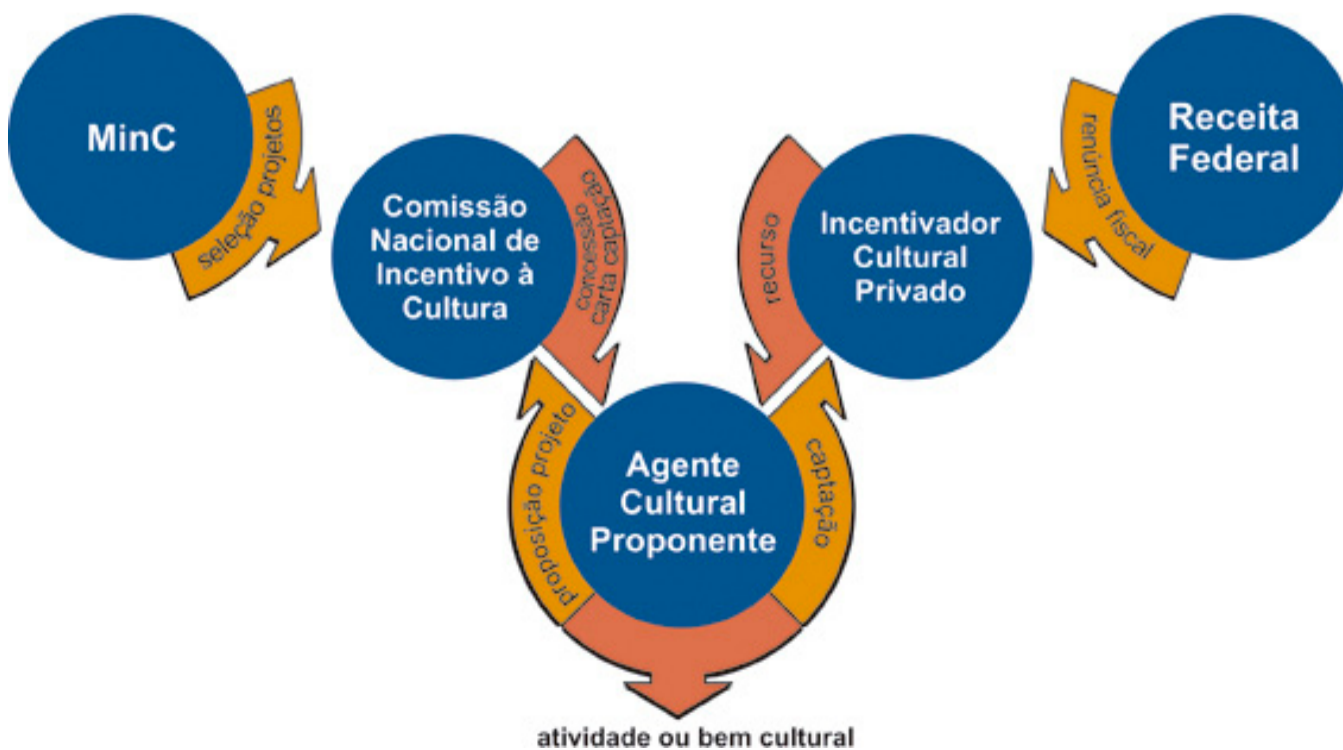 MinC
seleção projetos
Comissão
Nacional de
Incentivo à
Cultura
concessão
carta captação
recurso
Incentivador
Cultural
Privado
renúncia fiscal
Receita
Federal
proposição projeto
Agente
Cultural
Proponente
captação
atividade ou bem cultural